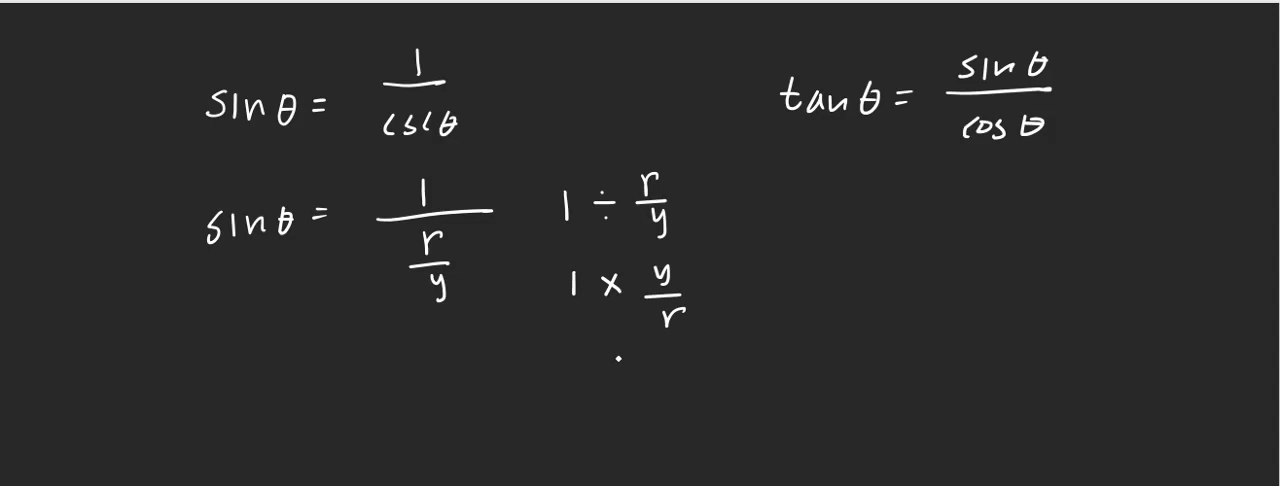 sin θ = 1/csc θ
tan θ = sin θ/cos θ
sin θ = 1/(r/y)
1 ÷ r/y
1 × y/r